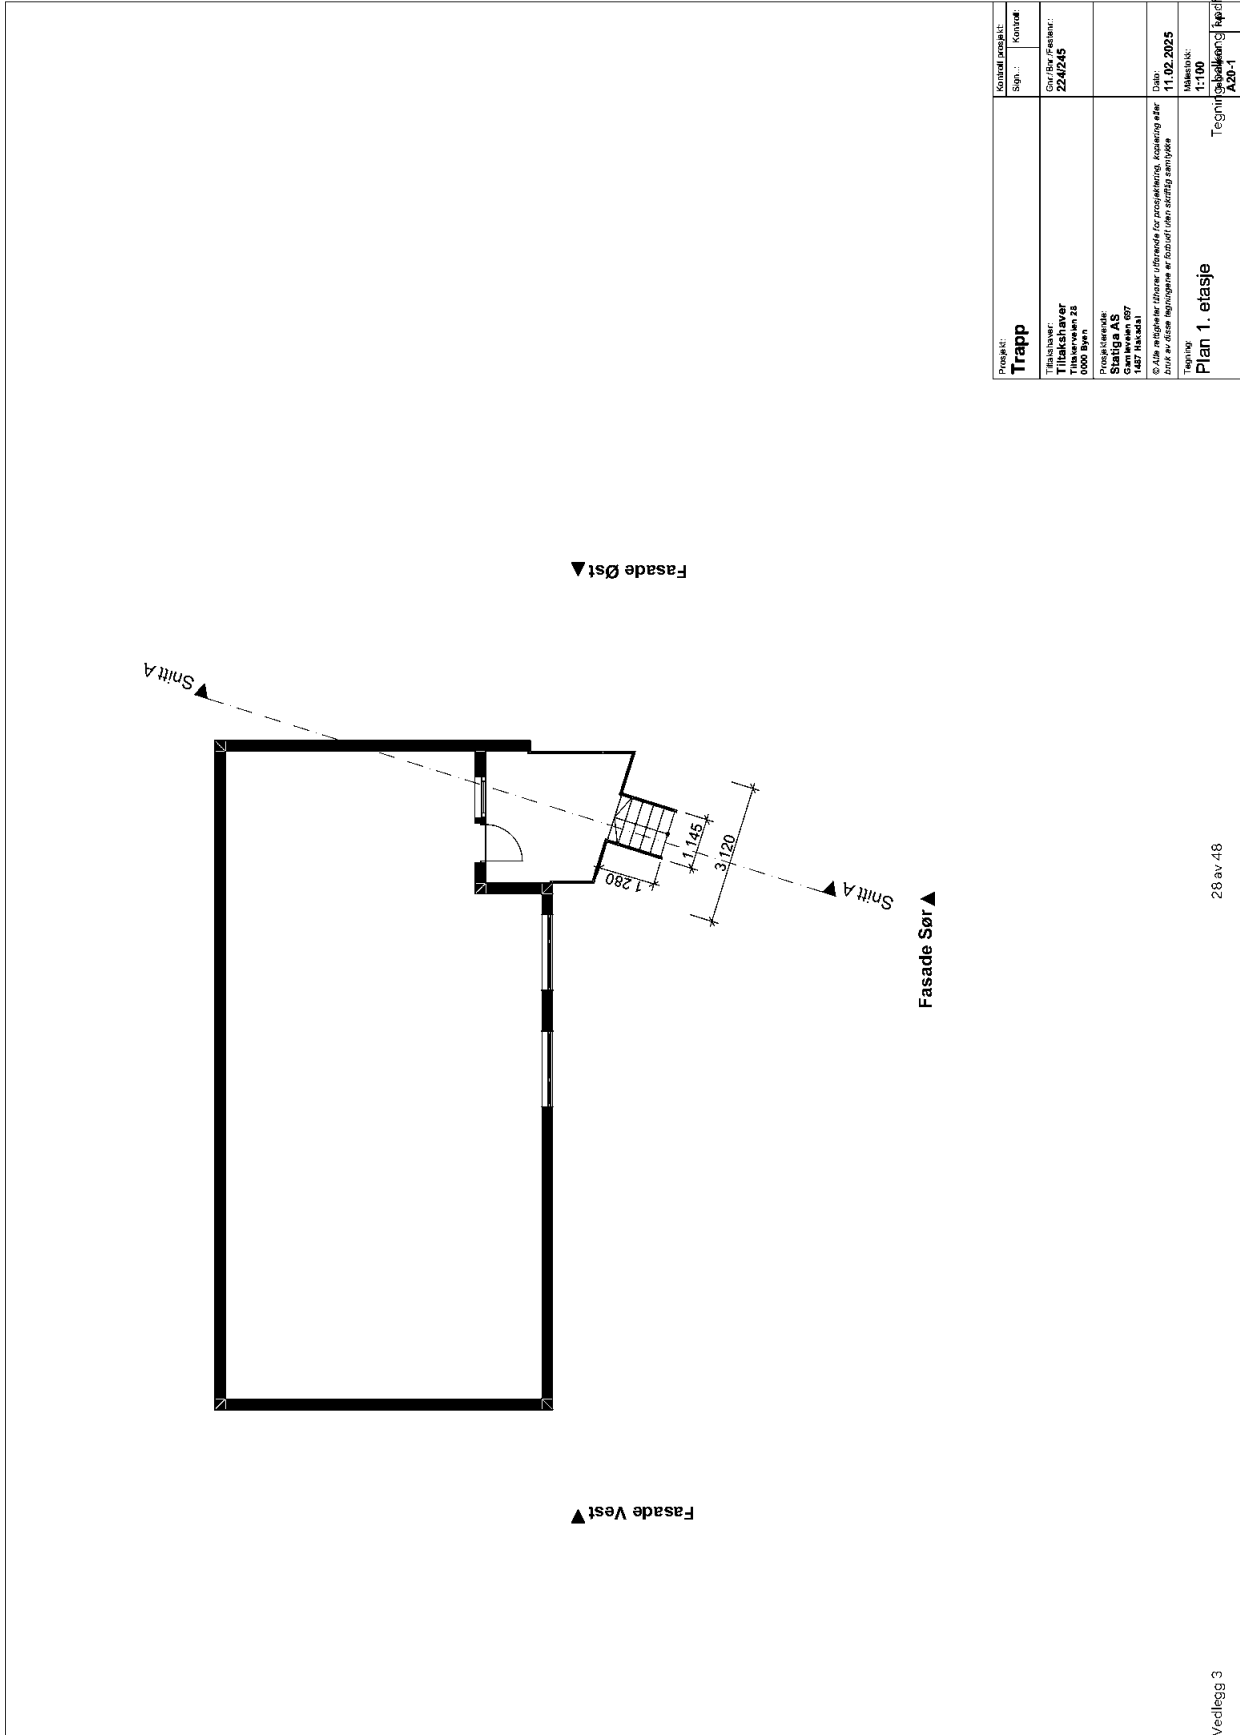 Fasade Øst
Snitt A
1 280
1 145
3 120
Snitt A
Fasade Sør
Fasade Vest
Prosjekt:
Trapp
Kontroll prosjekt:
Sign.:
Kontroll:
Tiltakshaver:
Tiltakshaver
Tiltakerveien 28
0000 Byen
Gnr./Bnr./Festenr.:
224/245
Prosjekterende:
Statiga AS
Gamleveien 697
1487 Hakadal
© Alle rettigheter tilhører utførende for prosjektering, kopiering eller
bruk av disse tegningene er forbudt uten skriftlig samtykke
Dato:
11.02.2025
Tegning:
Plan 1. etasje
Målestokk:
1:100
A20-1
Vedlegg 3
28 av 48